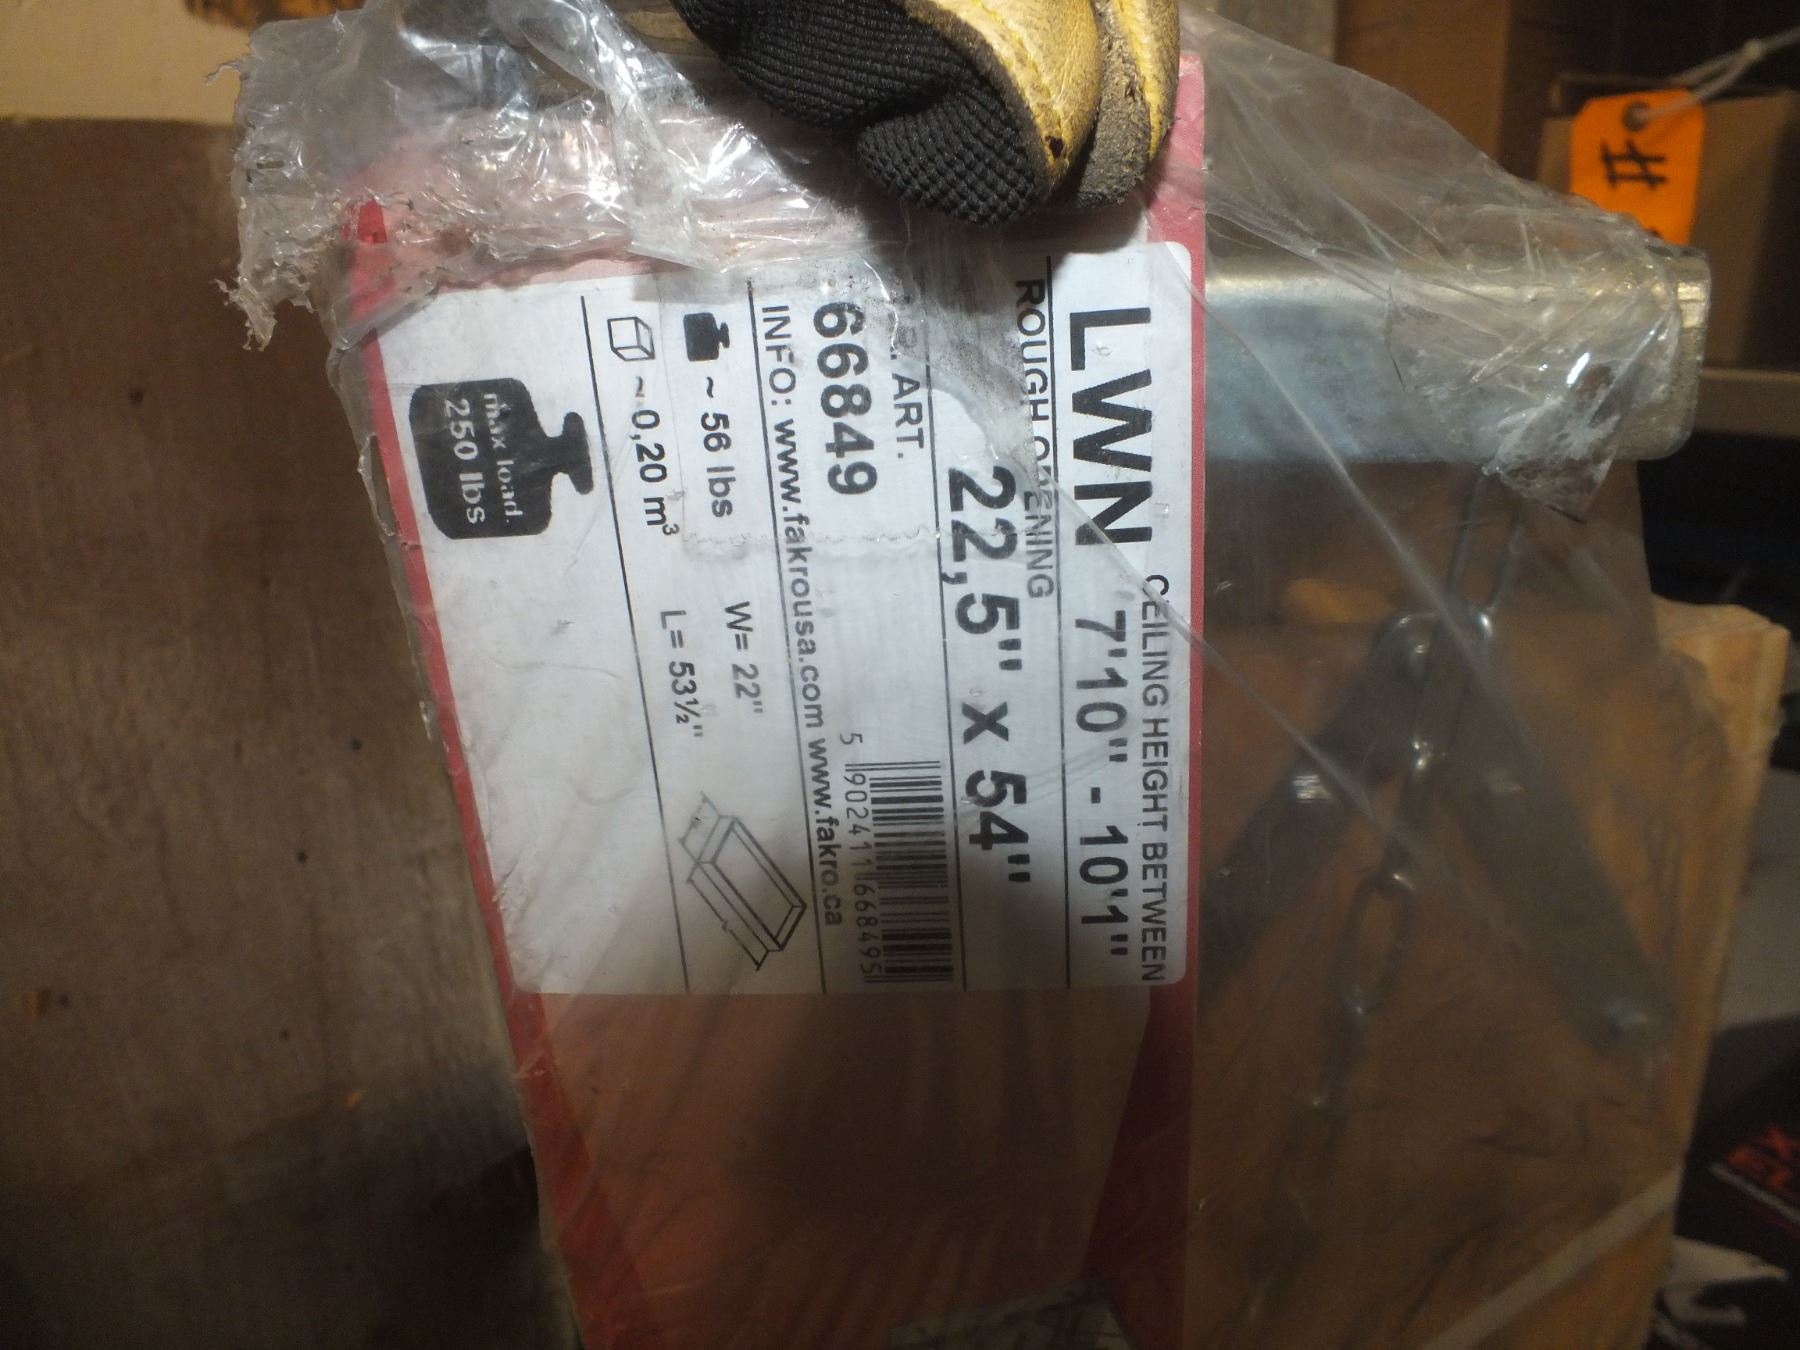 CEILING HEIGHT BETWEEN
LWN 7'10" - 10'1"
ROUGH OPENING
22,5" x 54"
ART.
66849
5 902411 668495
INFO: www.fakrousa.com www.fakro.ca
~ 56 lbs W= 22"
~ 0,20 m³ L= 53½"
max load.
250 lbs
#